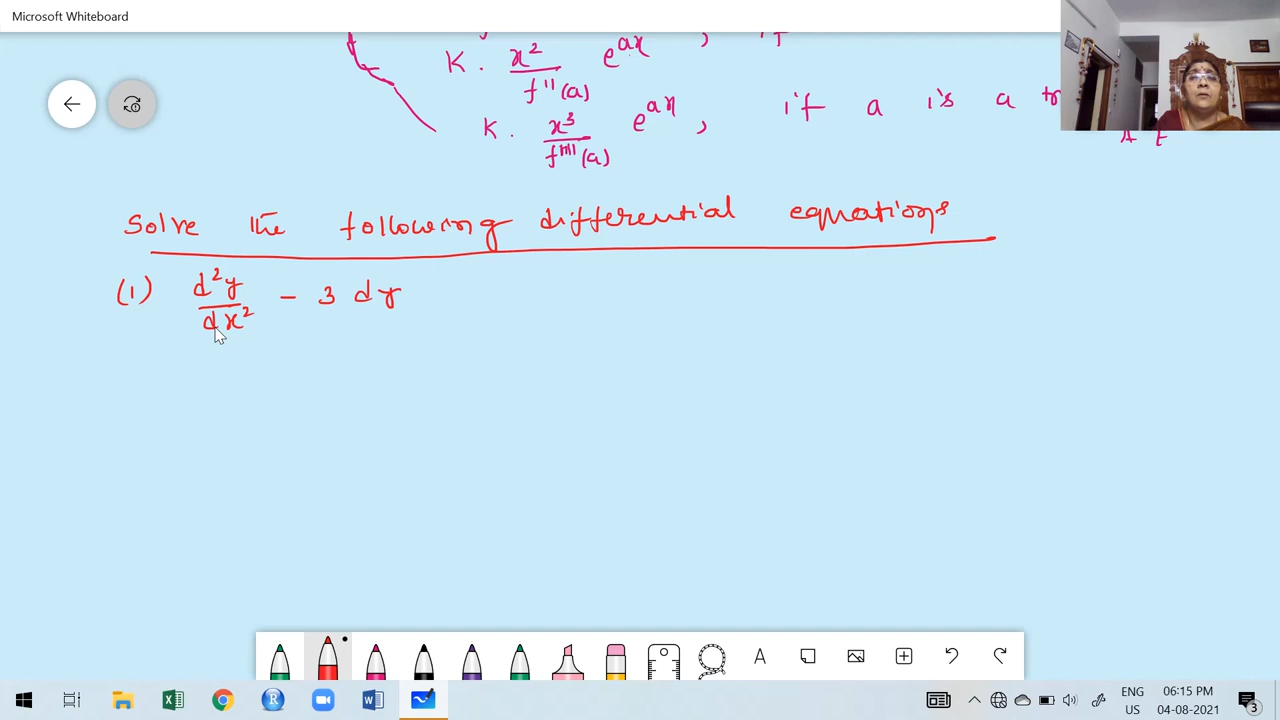 Microsoft Whiteboard
K . x² / f''(a) e^ax ,
K . x³ / f''''(a) e^ax , if a is a
Solve the following differential equations
(1) d²y / dx² - 3 dy
A
ENG
US
06:15 PM
04-08-2021
3